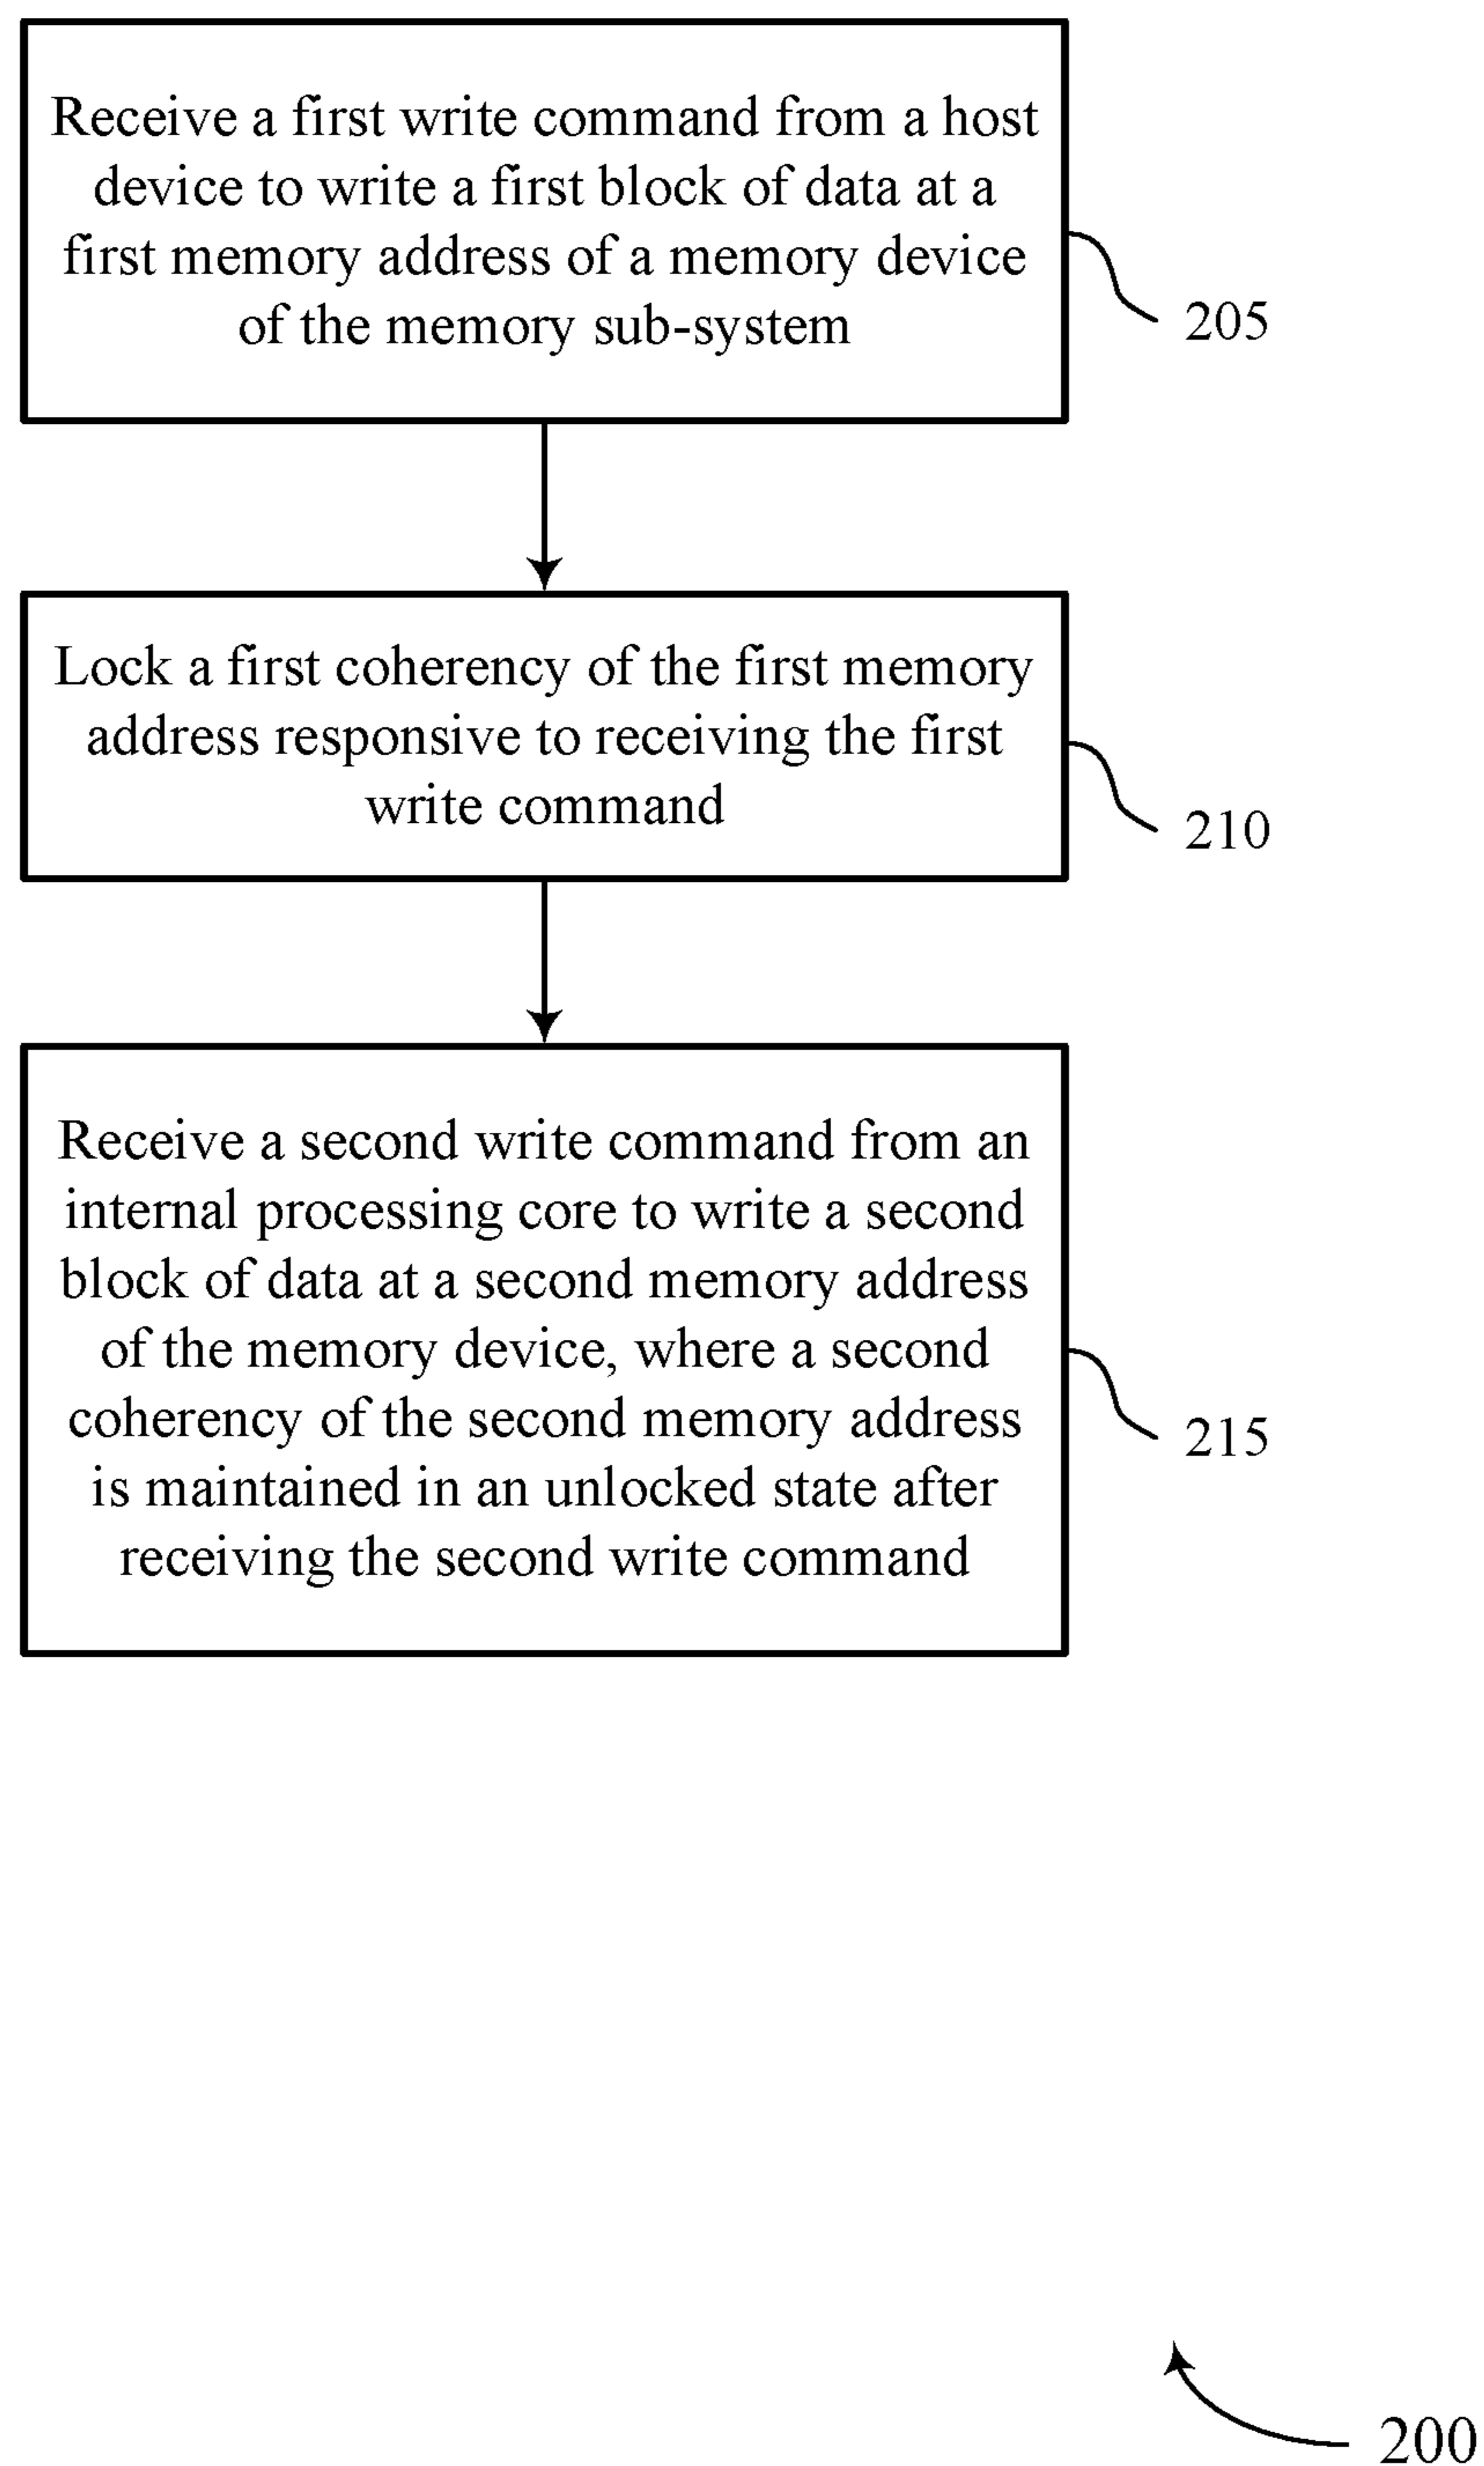 Receive a first write command from a host
device to write a first block of data at a
first memory address of a memory device
of the memory sub-system
205
Lock a first coherency of the first memory
address responsive to receiving the first
write command
210
Receive a second write command from an
internal processing core to write a second
block of data at a second memory address
of the memory device, where a second
coherency of the second memory address
is maintained in an unlocked state after
receiving the second write command
215
200